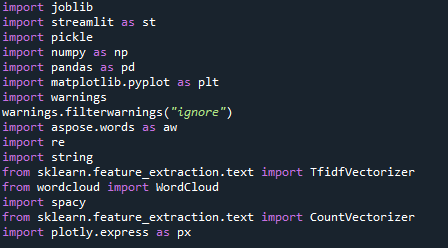 import joblib
import streamlit as st
import pickle
import numpy as np
import pandas as pd
import matplotlib.pyplot as plt
import warnings
warnings.filterwarnings("ignore")
import aspose.words as aw
import re
import string
from sklearn.feature_extraction.text import TfidfVectorizer
from wordcloud import WordCloud
import spacy
from sklearn.feature_extraction.text import CountVectorizer
import plotly.express as px